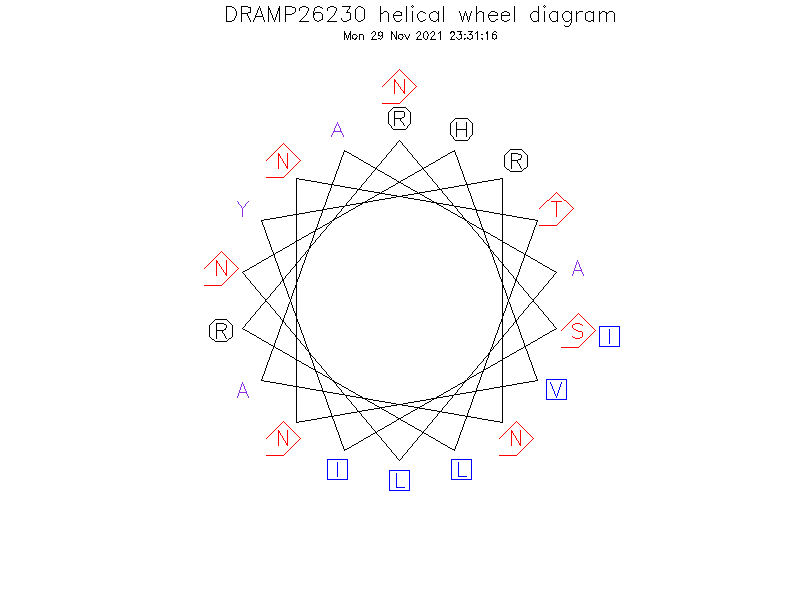 DRAMP26230 helical wheel diagram
Mon 29 Nov 2021 23:31:16
N
A R H
N R
Y T
N A
R S I
A V
N N
I L L